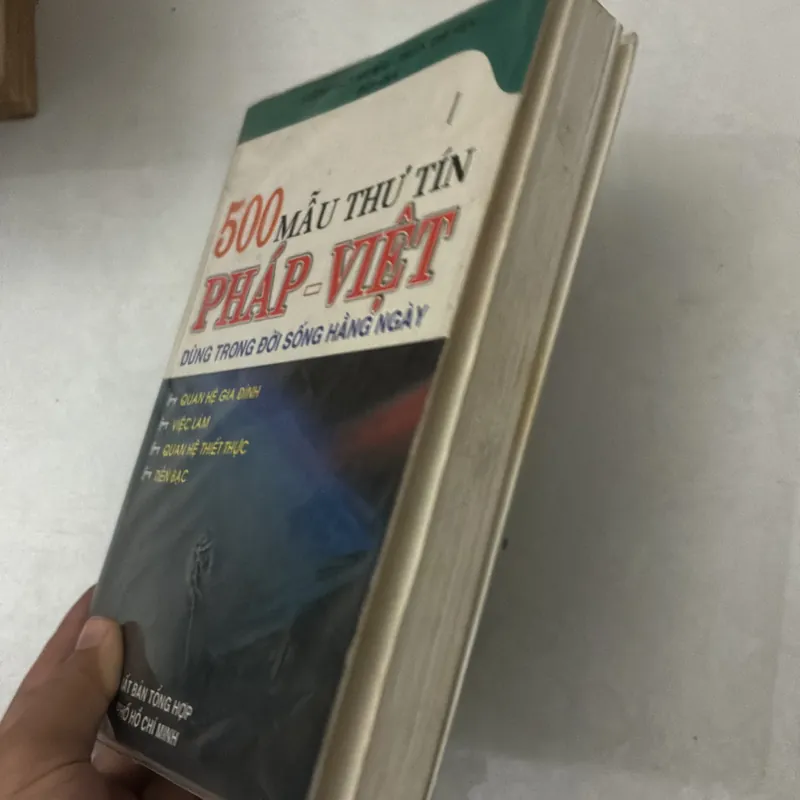 500 MẪU THƯ TÍN
PHÁP - VIỆT
DÙNG TRONG ĐỜI SỐNG HẰNG NGÀY
QUAN HỆ GIA ĐÌNH
VIỆC LÀM
QUAN HỆ THIẾT THỰC
TIỀN BẠC
ẤT BẢN TỔNG HỢP
PHỐ HỒ CHÍ MINH